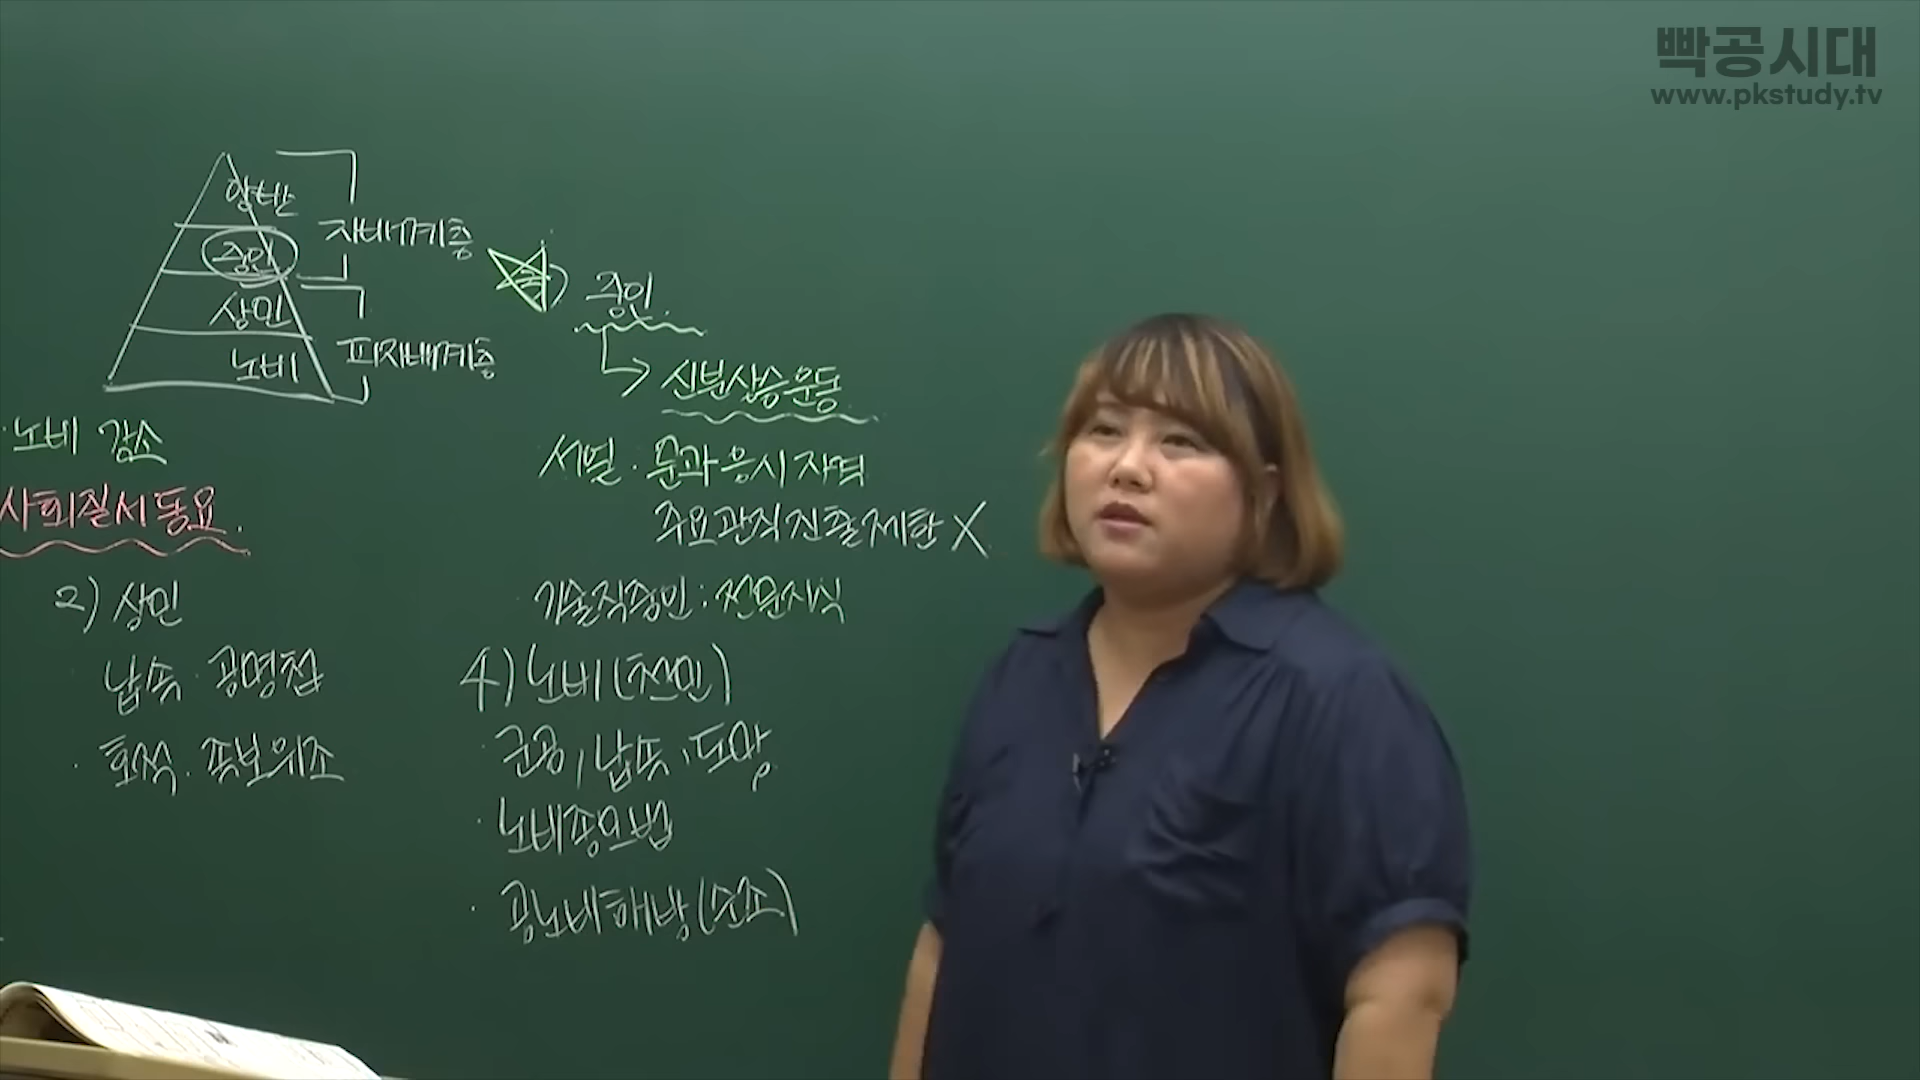 빡공시대
www.pkstudy.tv
양반
중인
상민
노비
지배계층
피지배계층
· 노비 감소
사회질서 동요.
2) 상민
납속 · 공명첩
· 호적 · 족보 위조
중인.
신분상승운동
서얼 · 문과 응시 자격
주요 관직 진출 제한 X
· 기술직 중인 : 전문지식
4) 노비 (천민)
· 군공, 납속, 도망
· 노비종모법
· 공노비 해방 (순조)